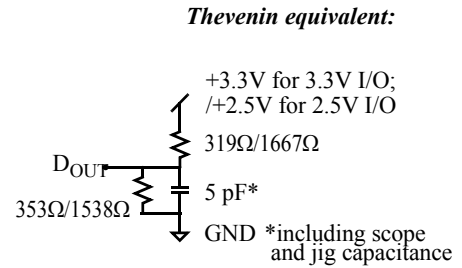 Thevenin equivalent:
+3.3V for 3.3V I/O;
/+2.5V for 2.5V I/O
319Ω/1667Ω
DOUT
353Ω/1538Ω
5 pF*
GND *including scope
and jig capacitance